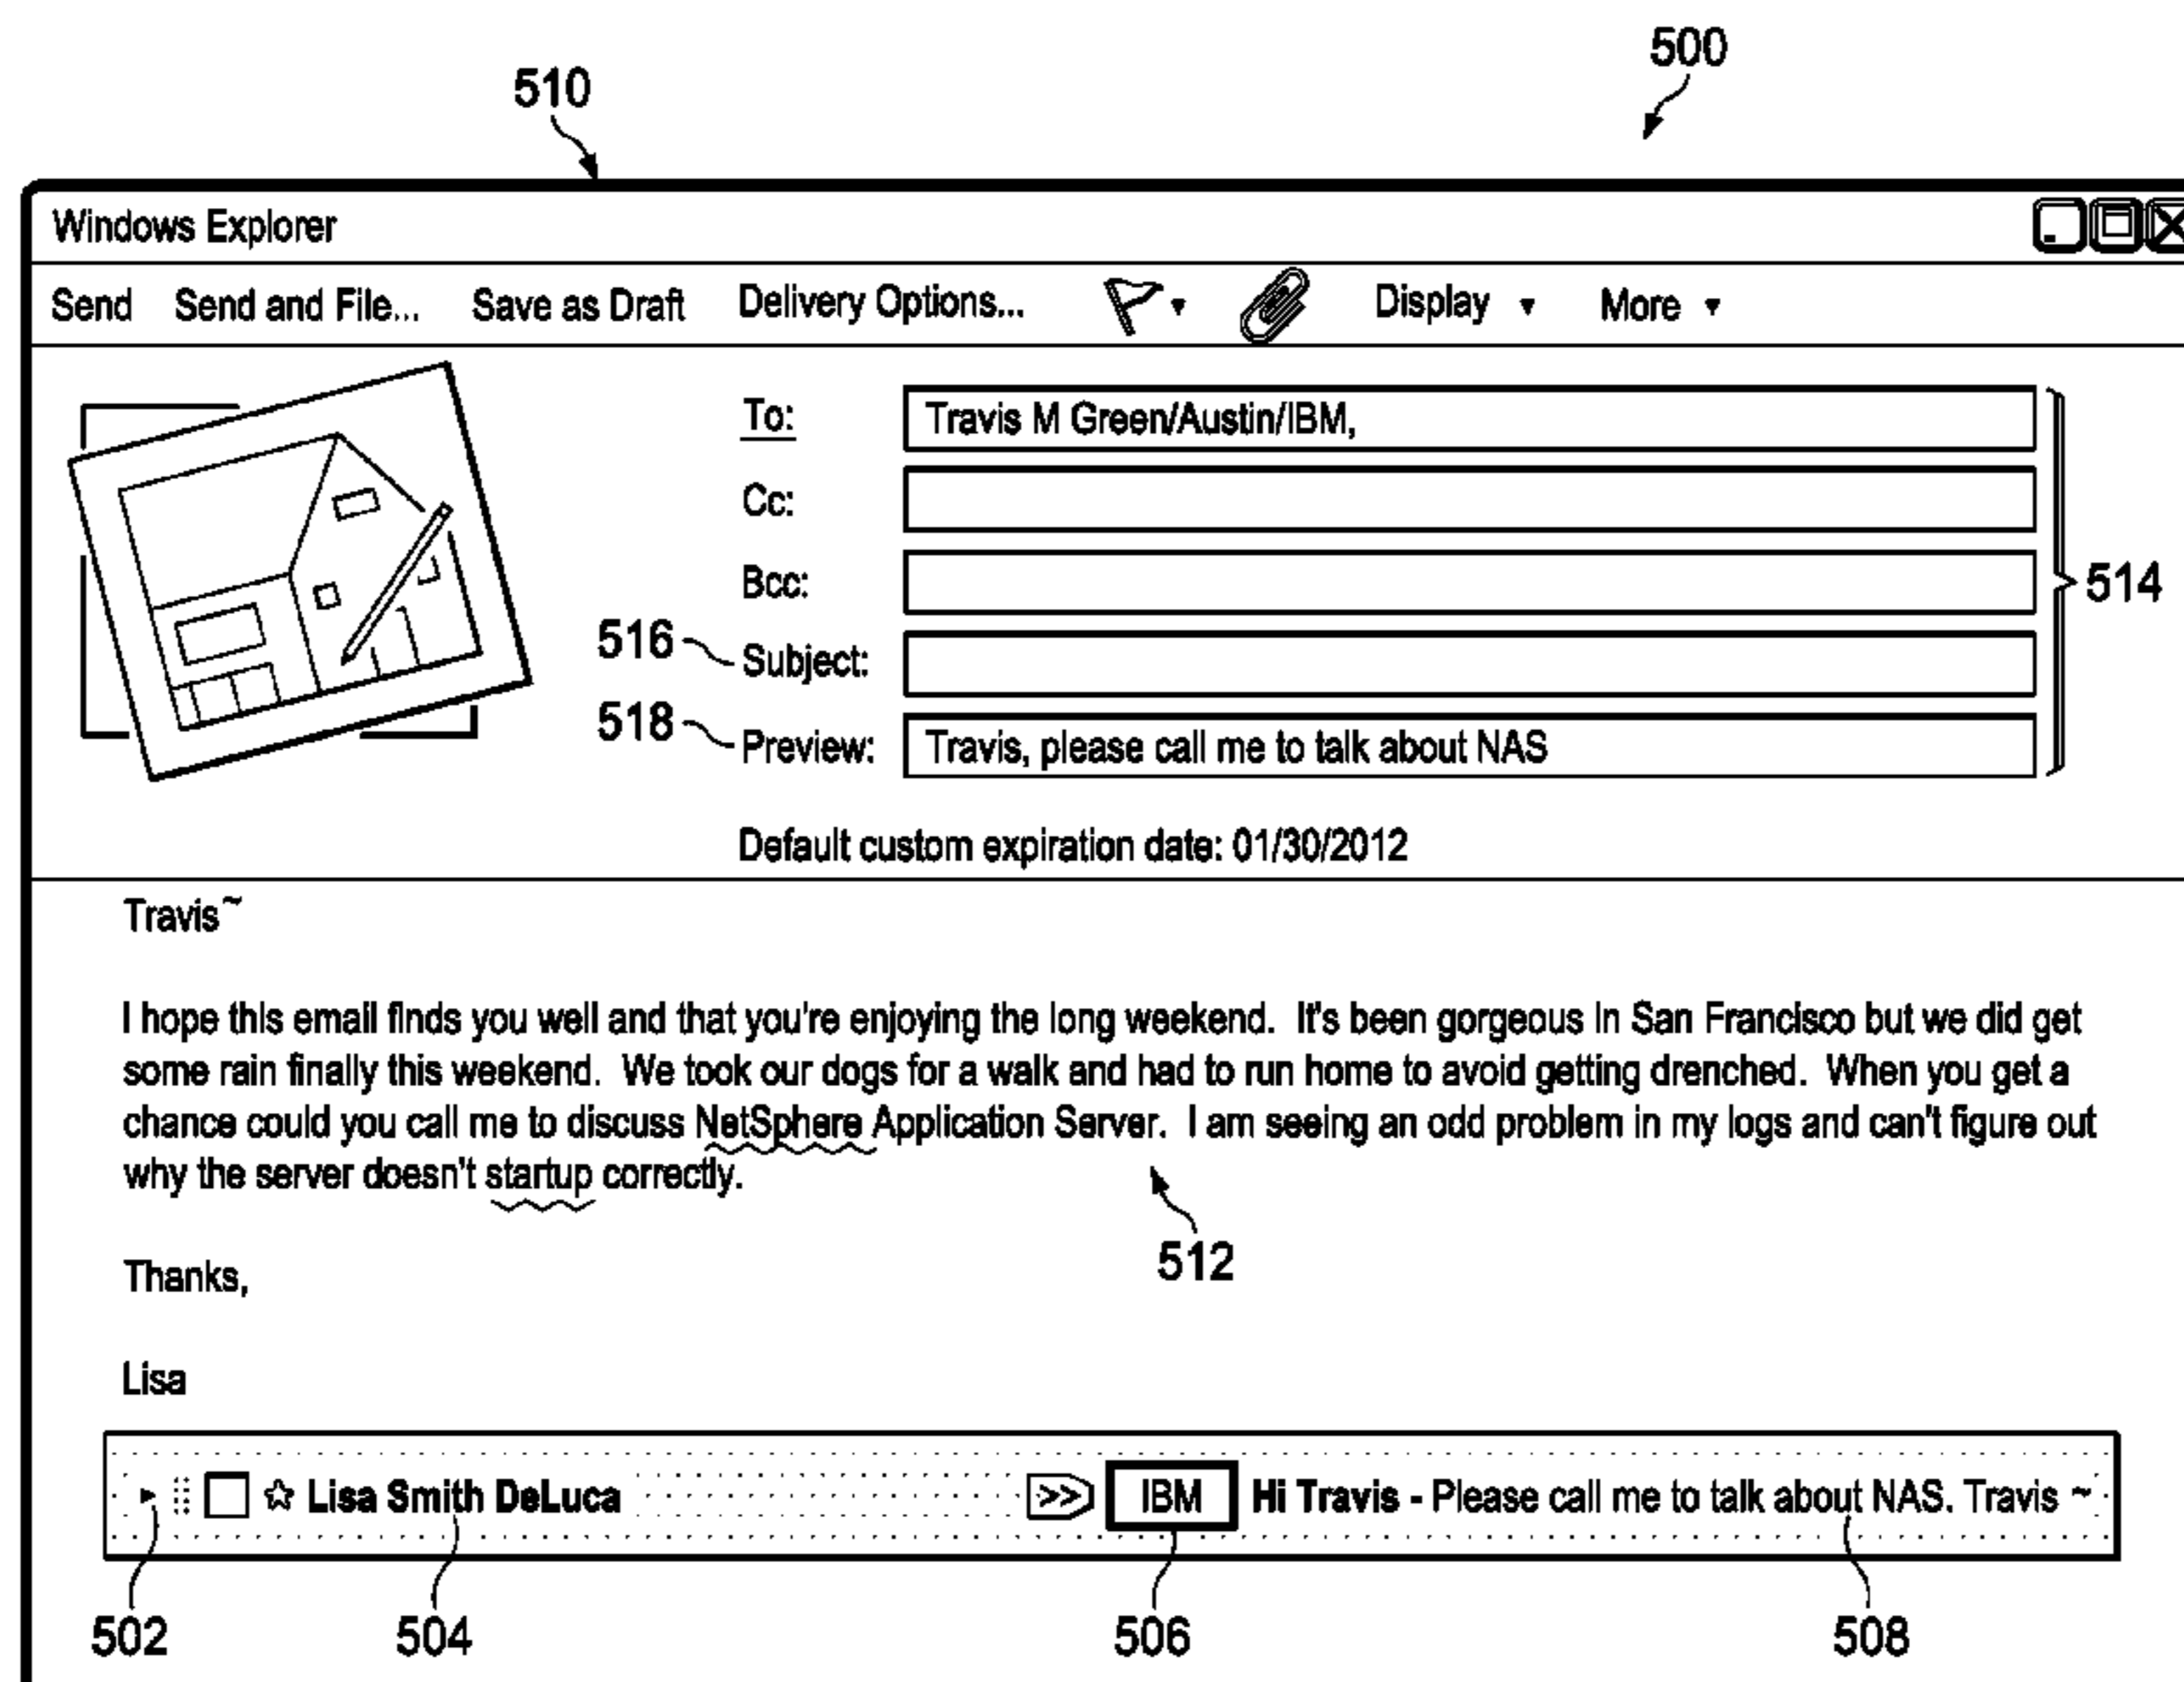 500
510
Windows Explorer
Send Send and File... Save as Draft Delivery Options... Display More
To: Travis M Green/Austin/IBM,
Cc:
Bcc:
514
516 Subject:
518 Preview: Travis, please call me to talk about NAS
Default custom expiration date: 01/30/2012
Travis~
I hope this email finds you well and that you're enjoying the long weekend. It's been gorgeous in San Francisco but we did get
some rain finally this weekend. We took our dogs for a walk and had to run home to avoid getting drenched. When you get a
chance could you call me to discuss NetSphere Application Server. I am seeing an odd problem in my logs and can't figure out
why the server doesn't startup correctly.
512
Thanks,
Lisa
Lisa Smith DeLuca >> IBM Hi Travis - Please call me to talk about NAS. Travis ~
502 504 506 508